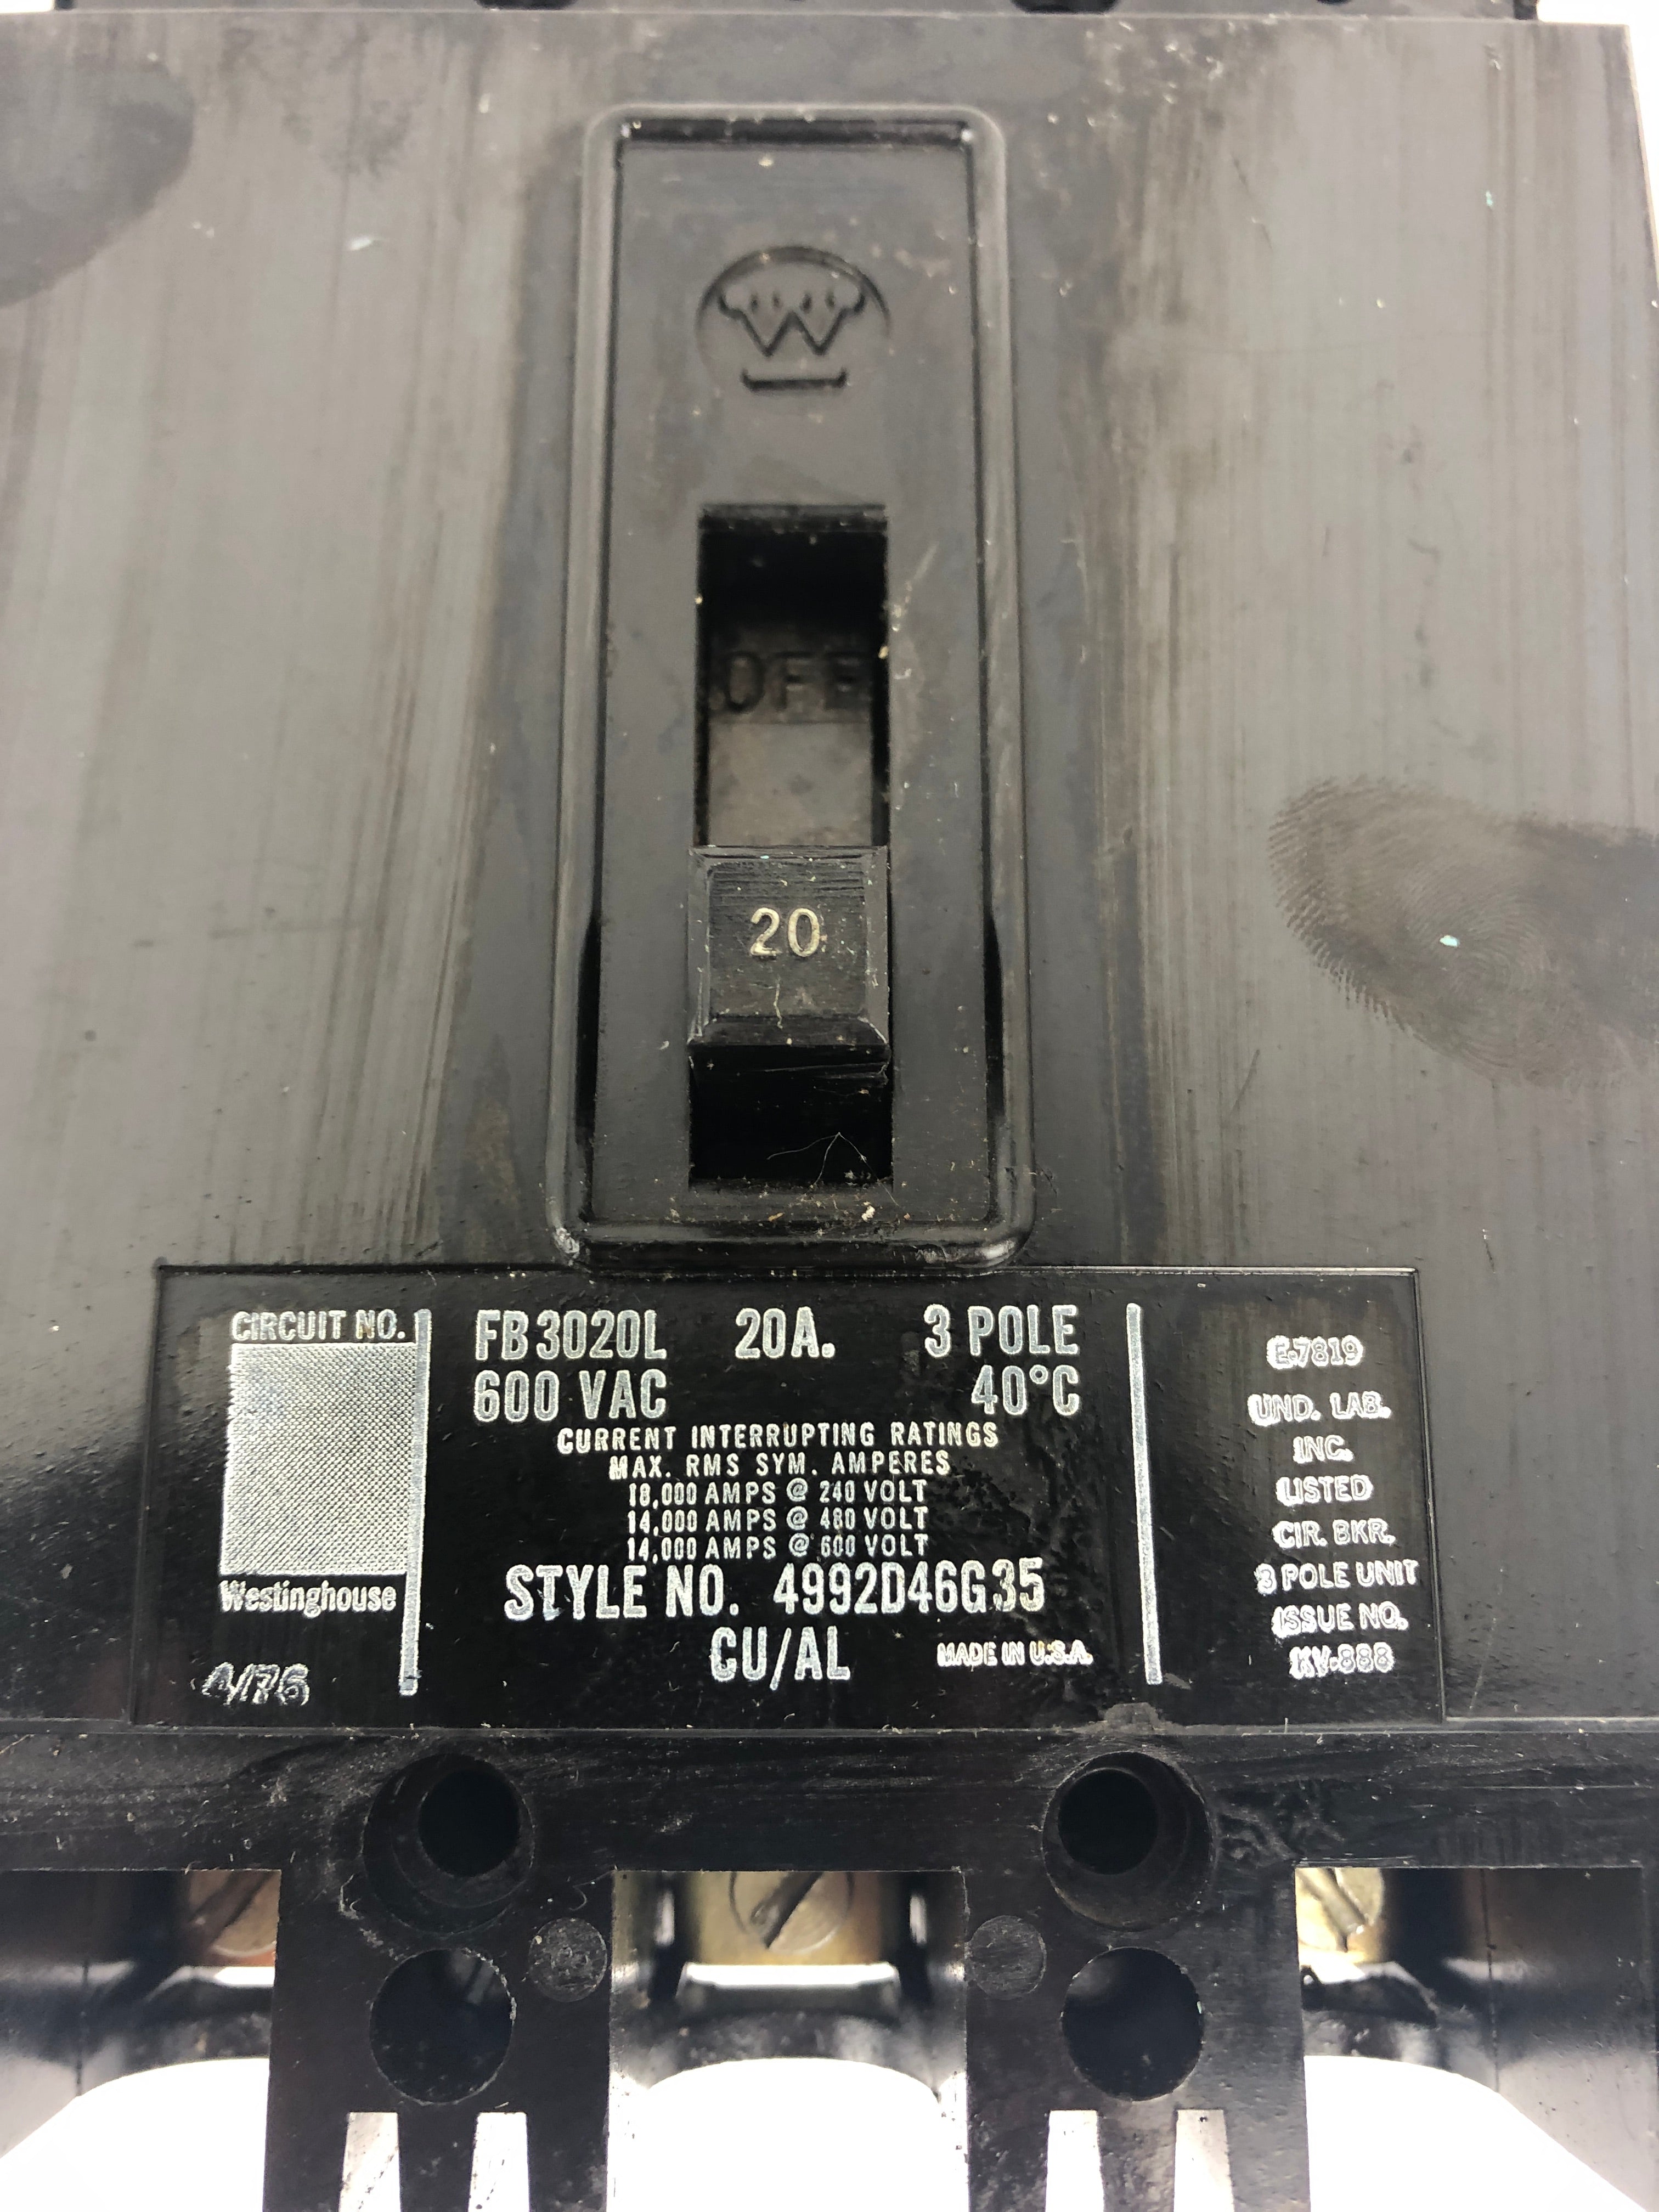 W
OFF
20
CIRCUIT NO.
FB3020L 20A. 3 POLE
600 VAC 40°C
CURRENT INTERRUPTING RATINGS
MAX. RMS SYM. AMPERES
18,000 AMPS @ 240 VOLT
14,000 AMPS @ 480 VOLT
14,000 AMPS @ 600 VOLT
STYLE NO. 4992D46G35
CU/AL MADE IN U.S.A.
Westinghouse
4/76
E-7819
UND. LAB.
INC.
LISTED
CIR. BKR.
3 POLE UNIT
ISSUE NO.
KV-888